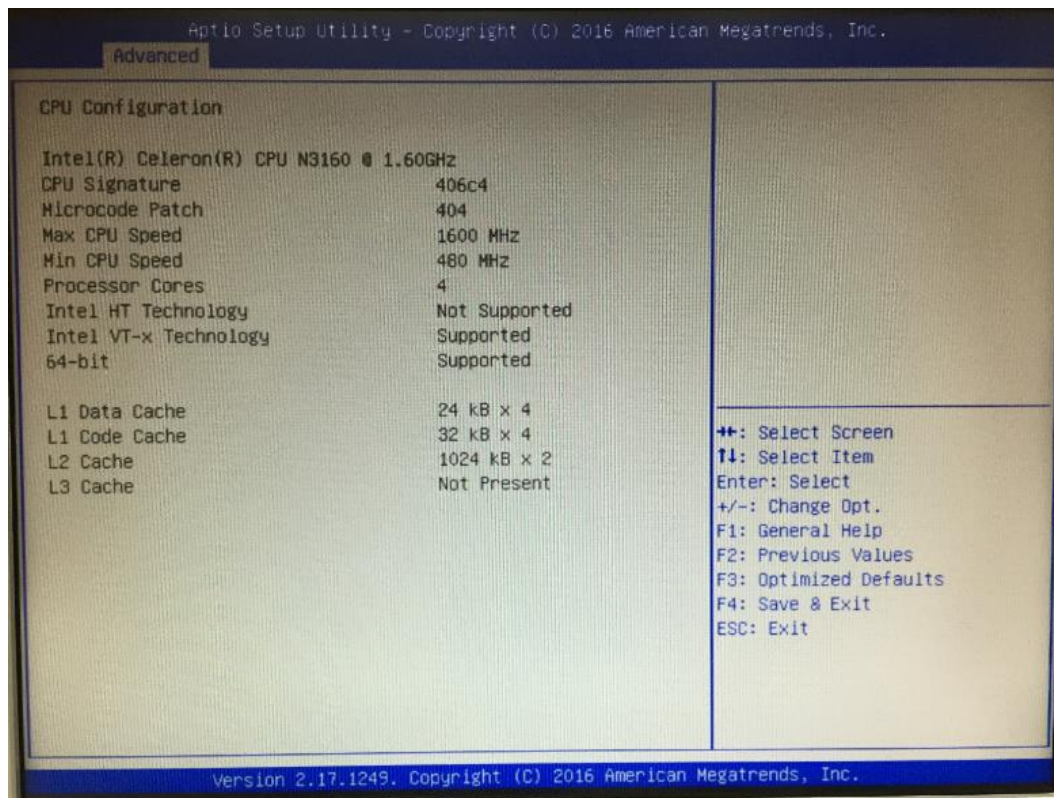 Aptio Setup Utility - Copyright (C) 2016 American Megatrends, Inc.
Advanced
CPU Configuration
Intel(R) Celeron(R) CPU N3160 @ 1.60GHz
CPU Signature 406c4
Microcode Patch 404
Max CPU Speed 1600 MHz
Min CPU Speed 480 MHz
Processor Cores 4
Intel HT Technology Not Supported
Intel VT-x Technology Supported
64-bit Supported
L1 Data Cache 24 kB x 4
L1 Code Cache 32 kB x 4
L2 Cache 1024 kB x 2
L3 Cache Not Present
→←: Select Screen
↑↓: Select Item
Enter: Select
+/-: Change Opt.
F1: General Help
F2: Previous Values
F3: Optimized Defaults
F4: Save & Exit
ESC: Exit
Version 2.17.1249. Copyright (C) 2016 American Megatrends, Inc.